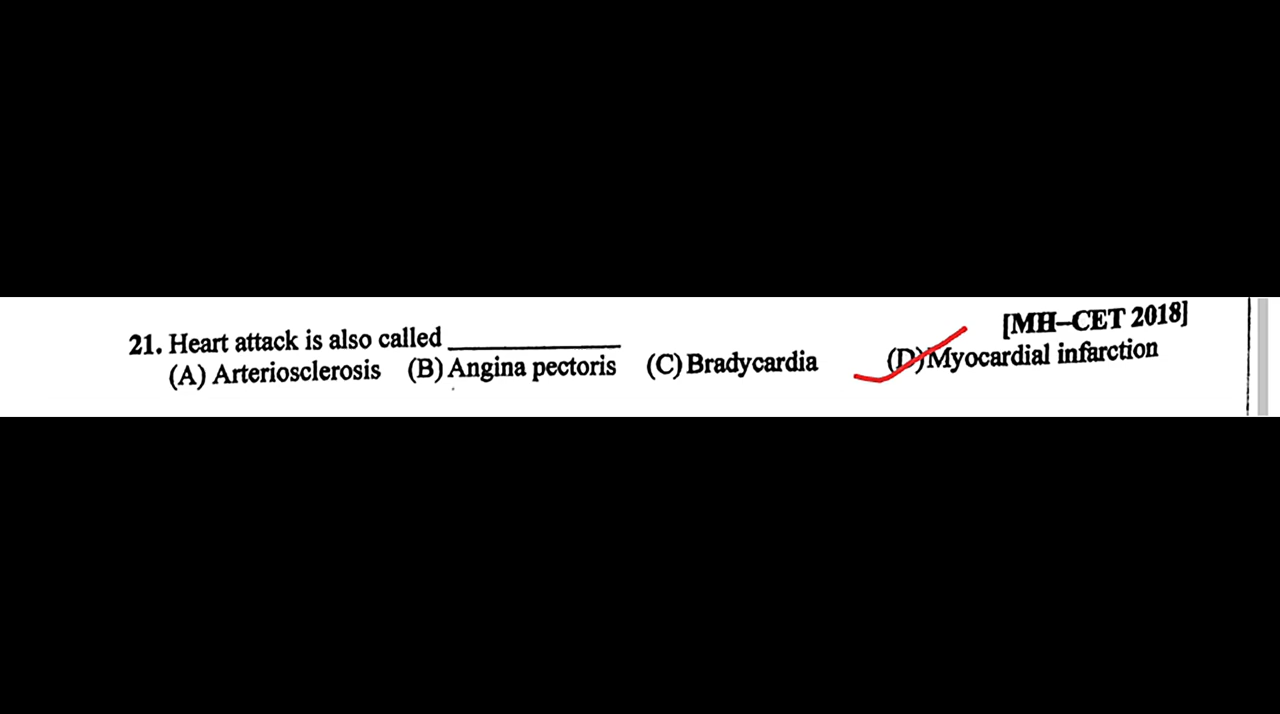 [MH–CET 2018]
21. Heart attack is also called ____________
(A) Arteriosclerosis (B) Angina pectoris (C) Bradycardia (D) Myocardial infarction